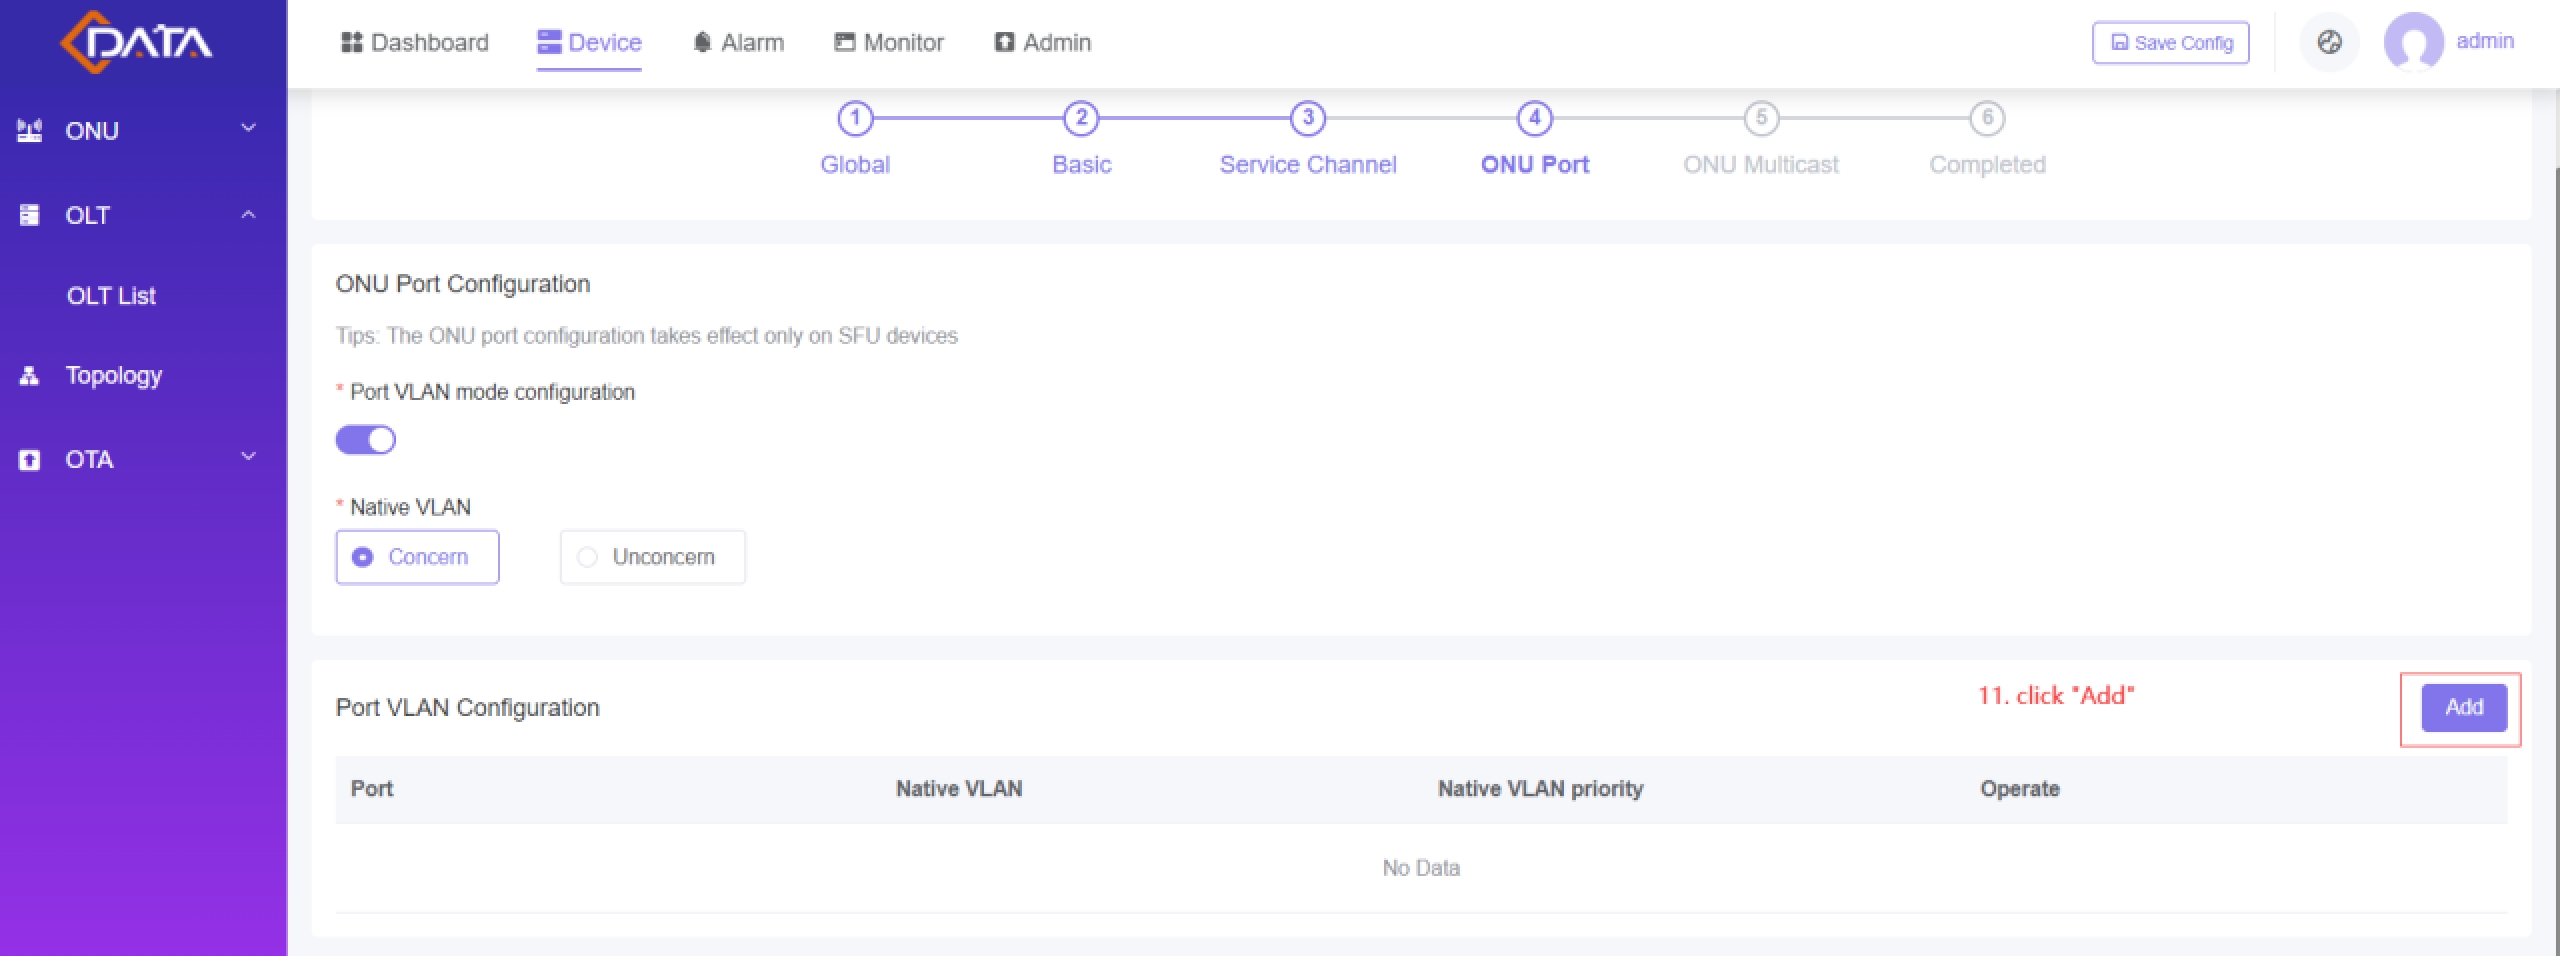 DATA
Dashboard
Device
Alarm
Monitor
Admin
Save Config
admin
ONU
OLT
OLT List
Topology
OTA
1
2
3
4
5
6
Global
Basic
Service Channel
ONU Port
ONU Multicast
Completed
ONU Port Configuration
Tips: The ONU port configuration takes effect only on SFU devices
* Port VLAN mode configuration
* Native VLAN
Concern
Unconcern
Port VLAN Configuration
11. click "Add"
Add
Port
Native VLAN
Native VLAN priority
Operate
No Data